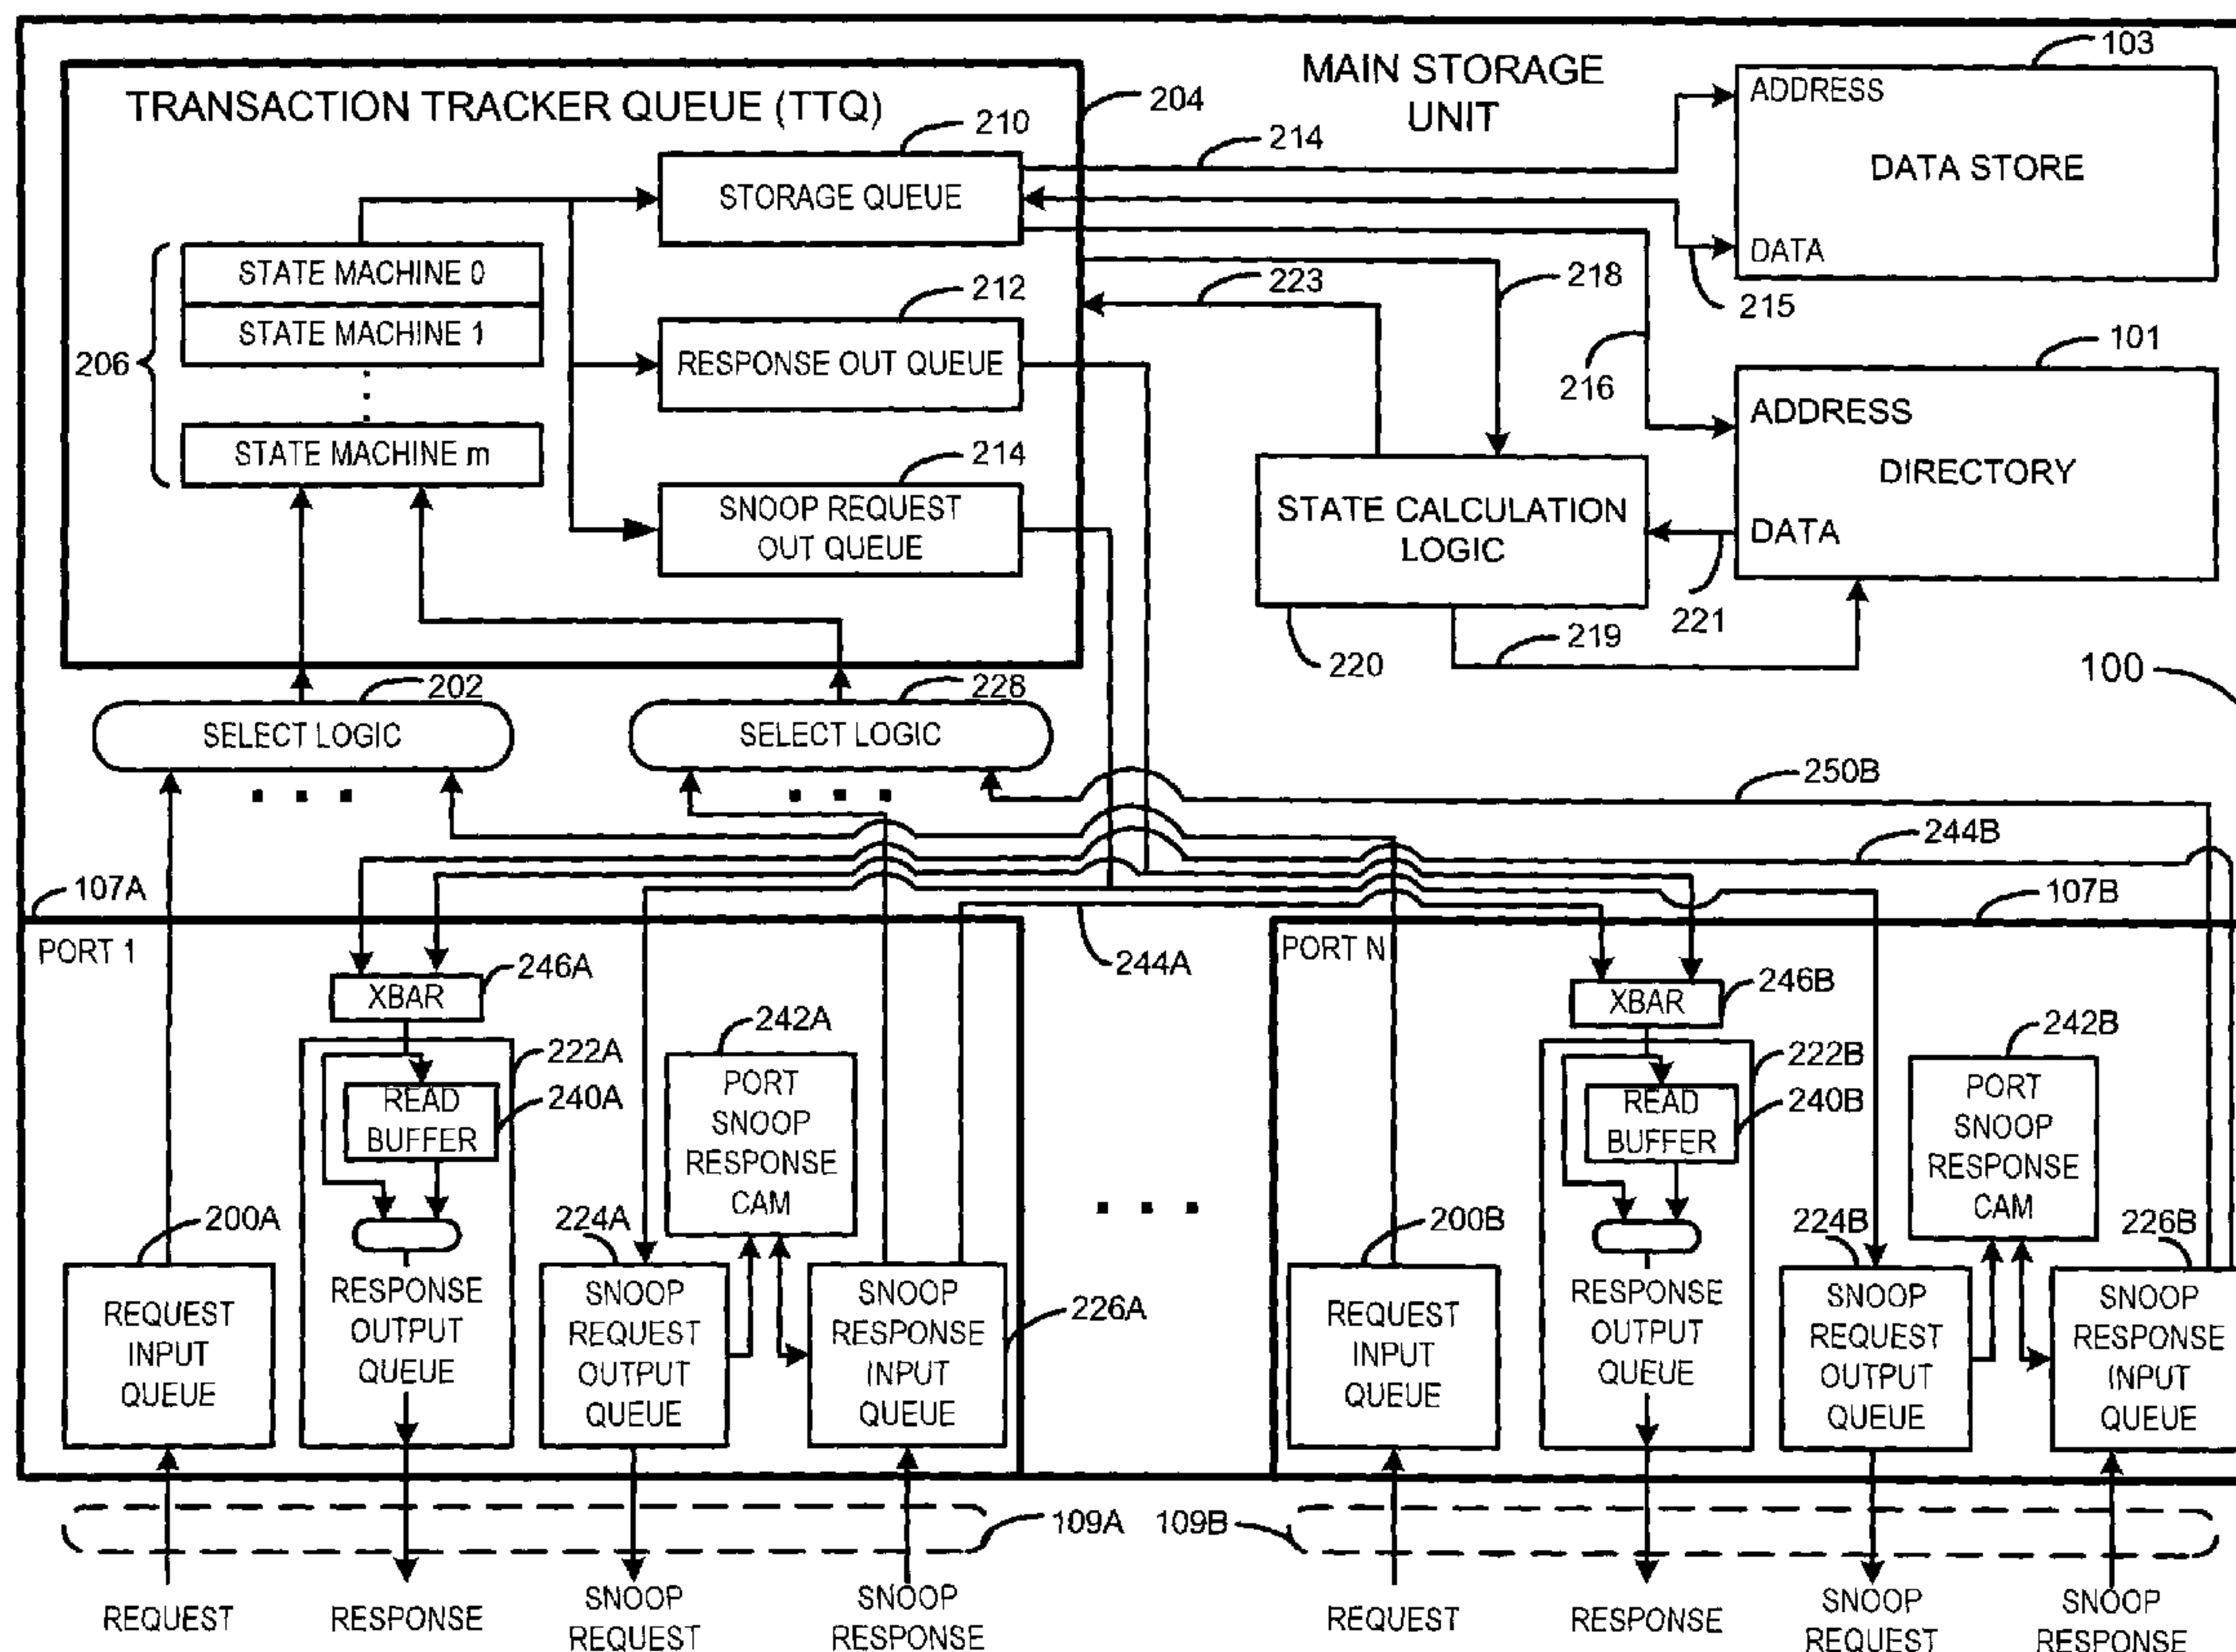 103
MAIN STORAGE
UNIT
ADDRESS
DATA STORE
DATA
TRANSACTION TRACKER QUEUE (TTQ)
204
210
214
STORAGE QUEUE
STATE MACHINE 0
STATE MACHINE 1
206
STATE MACHINE m
212
RESPONSE OUT QUEUE
214
SNOOP REQUEST
OUT QUEUE
223
218
215
216
101
ADDRESS
DIRECTORY
DATA
STATE CALCULATION
LOGIC
221
219
220
100
202
SELECT LOGIC
228
SELECT LOGIC
. . .
. . .
250B
244B
107A
107B
PORT 1
244A
PORT N
246A
XBAR
222A
READ
BUFFER
240A
242A
PORT
SNOOP
RESPONSE
CAM
200A
REQUEST
INPUT
QUEUE
RESPONSE
OUTPUT
QUEUE
224A
SNOOP
REQUEST
OUTPUT
QUEUE
SNOOP
RESPONSE
INPUT
QUEUE
226A
. . .
246B
XBAR
222B
READ
BUFFER
240B
242B
PORT
SNOOP
RESPONSE
CAM
200B
REQUEST
INPUT
QUEUE
RESPONSE
OUTPUT
QUEUE
224B
SNOOP
REQUEST
OUTPUT
QUEUE
226B
SNOOP
RESPONSE
INPUT
QUEUE
109A
109B
REQUEST
RESPONSE
SNOOP
REQUEST
SNOOP
RESPONSE
REQUEST
RESPONSE
SNOOP
REQUEST
SNOOP
RESPONSE